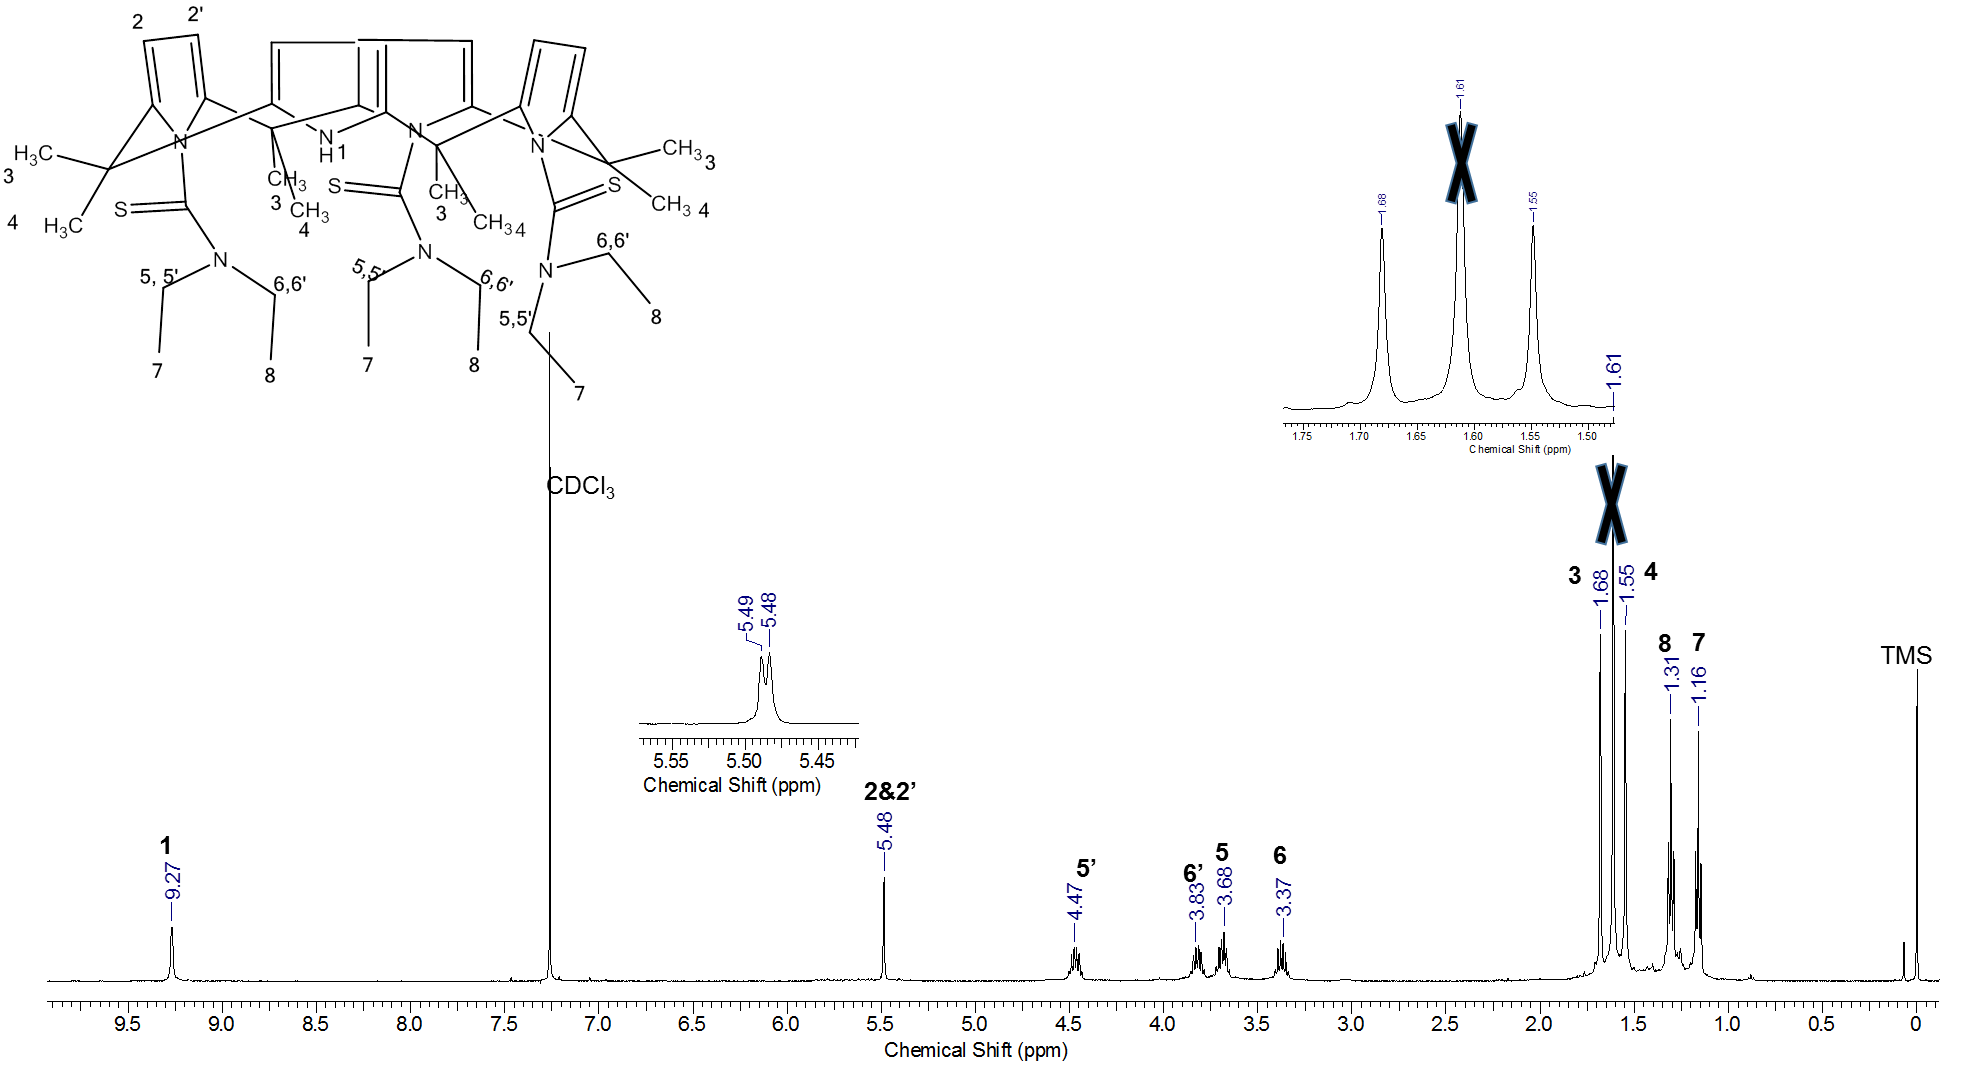 2
2'
N
N
H
1
N
N
H₃C
3
H₃C
4
CH₃
3
CH₃
4
CH₃
3
CH₃
4
CH₃
3
CH₃
4
S
S
S
N
N
N
5, 5'
6,6'
5,5'
6,6'
5,5'
6,6'
7
8
7
8
7
8
CDCl₃
1.61
1.68
1.55
1.61
1.75 1.70 1.65 1.60 1.55 1.50
Chemical Shift (ppm)
5.49
5.48
5.55 5.50 5.45
Chemical Shift (ppm)
1
9.27
2&2’
5.48
5’
4.47
6’
3.83
5
3.68
6
3.37
3
1.68
1.55
4
8
1.31
7
1.16
TMS
9.5 9.0 8.5 8.0 7.5 7.0 6.5 6.0 5.5 5.0 4.5 4.0 3.5 3.0 2.5 2.0 1.5 1.0 0.5 0
Chemical Shift (ppm)